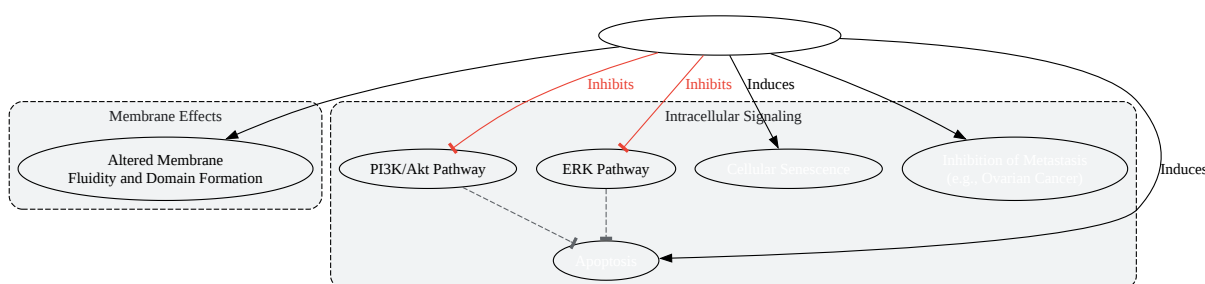 Inhibits
Inhibits
Induces
Membrane Effects
Intracellular Signaling
Altered Membrane
Fluidity and Domain Formation
PI3K/Akt Pathway
ERK Pathway
Cellular Senescence
Inhibition of Metastasis
(e.g., Ovarian Cancer)
Induces
Apoptosis